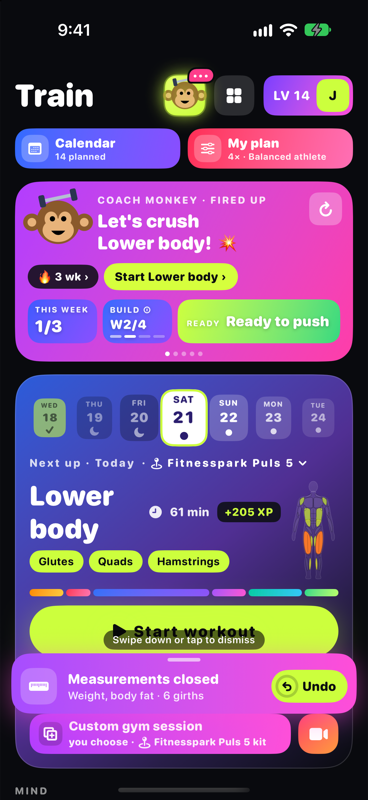 9:41
Train
LV 14 J
Calendar
14 planned
My plan
4× · Balanced athlete
COACH MONKEY · FIRED UP
Let's crush
Lower body! 💥
🔥 3 wk ›
Start Lower body ›
THIS WEEK
1/3
BUILD
W2/4
READY Ready to push
WED
18
THU
19
FRI
20
SAT
21
SUN
22
MON
23
TUE
24
Next up · Today · Fitnesspark Puls 5
Lower
body
61 min
+205 XP
Glutes
Quads
Hamstrings
Start workout
Swipe down or tap to dismiss
Measurements closed
Weight, body fat · 6 girths
Undo
Custom gym session
you choose · Fitnesspark Puls 5 kit
MIND